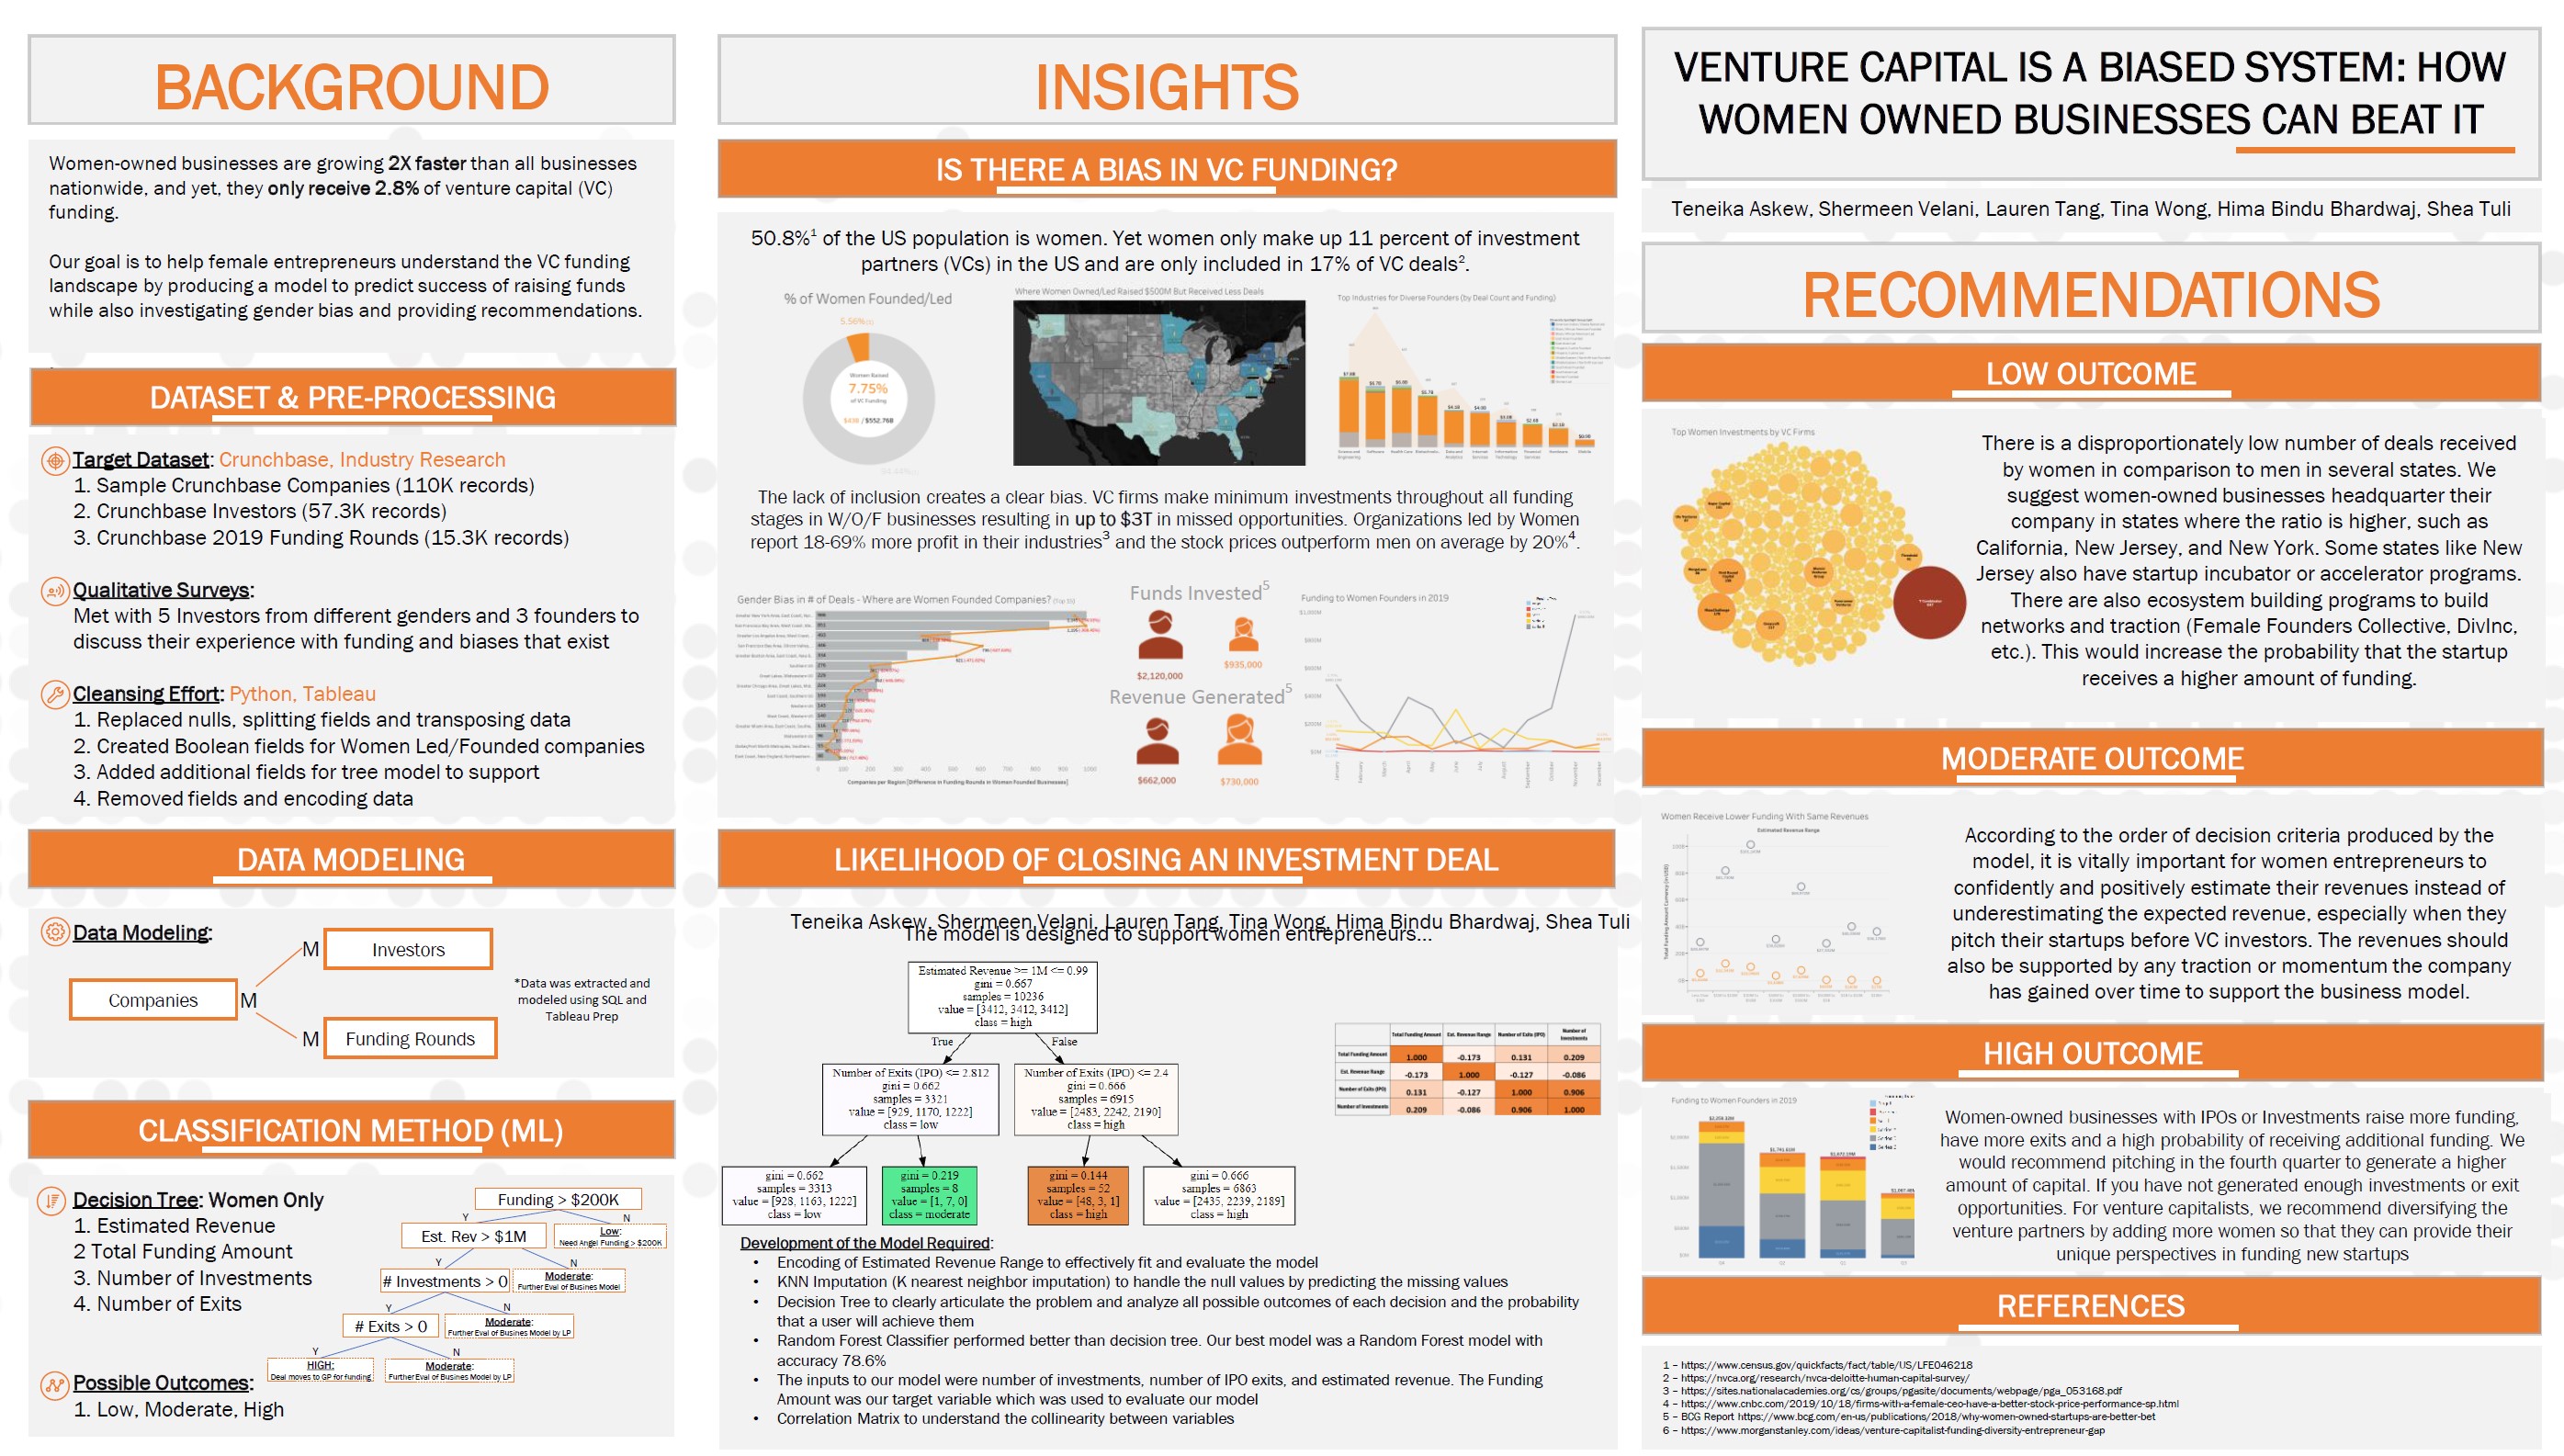 BACKGROUND
Women-owned businesses are growing 2X faster than all businesses
nationwide, and yet, they only receive 2.8% of venture capital (VC)
funding.
Our goal is to help female entrepreneurs understand the VC funding
landscape by producing a model to predict success of raising funds
while also investigating gender bias and providing recommendations.
DATASET & PRE-PROCESSING
Target Dataset: Crunchbase, Industry Research
1. Sample Crunchbase Companies (110K records)
2. Crunchbase Investors (57.3K records)
3. Crunchbase 2019 Funding Rounds (15.3K records)
Qualitative Surveys:
Met with 5 Investors from different genders and 3 founders to
discuss their experience with funding and biases that exist
Cleansing Effort: Python, Tableau
1. Replaced nulls, splitting fields and transposing data
2. Created Boolean fields for Women Led/Founded companies
3. Added additional fields for tree model to support
4. Removed fields and encoding data
DATA MODELING
Data Modeling:
Companies
M
M
Investors
M
Funding Rounds
*Data was extracted and
modeled using SQL and
Tableau Prep
CLASSIFICATION METHOD (ML)
Decision Tree: Women Only
1. Estimated Revenue
2 Total Funding Amount
3. Number of Investments
4. Number of Exits
Funding > $200K
Y
N
Est. Rev > $1M
Low:
Need Angel Funding > $200K
Y
N
# Investments > 0
Moderate:
Further Eval of Busines Model
Y
N
# Exits > 0
Moderate:
Further Eval of Busines Model by LP
Y
N
HIGH:
Deal moves to GP for funding
Moderate:
Further Eval of Busines Model by LP
Possible Outcomes:
1. Low, Moderate, High
INSIGHTS
IS THERE A BIAS IN VC FUNDING?
50.8%1 of the US population is women. Yet women only make up 11 percent of investment
partners (VCs) in the US and are only included in 17% of VC deals2.
% of Women Founded/Led
5.56%
Women Raised
7.75%
of VC Funding
$43B / $552.76B
Where Women Owned/Led Raised $500M But Received Less Deals
Top Industries for Diverse Founders (by Deal Count and Funding)
The lack of inclusion creates a clear bias. VC firms make minimum investments throughout all funding
stages in W/O/F businesses resulting in up to $3T in missed opportunities. Organizations led by Women
report 18-69% more profit in their industries3 and the stock prices outperform men on average by 20%4.
Gender Bias in # of Deals - Where are Women Founded Companies?
Companies per Region [Difference in Funding Rounds in Women Founded Businesses]
Funds Invested5
$2,120,000
$935,000
Revenue Generated5
$662,000
$730,000
Funding to Women Founders in 2019
LIKELIHOOD OF CLOSING AN INVESTMENT DEAL
Teneika Askew, Shermeen Velani, Lauren Tang, Tina Wong, Hima Bindu Bhardwaj, Shea Tuli
The model is designed to support women entrepreneurs...
Estimated Revenue >= 1M <= 0.99
gini = 0.667
samples = 10236
value = [3412, 3412, 3412]
class = high
True
False
Number of Exits (IPO) <= 2.812
gini = 0.662
samples = 3321
value = [929, 1170, 1222]
class = low
Number of Exits (IPO) <= 2.4
gini = 0.666
samples = 6915
value = [2483, 2242, 2190]
class = high
gini = 0.662
samples = 3313
value = [928, 1163, 1222]
class = low
gini = 0.219
samples = 8
value = [1, 7, 0]
class = moderate
gini = 0.144
samples = 52
value = [48, 3, 1]
class = high
gini = 0.666
samples = 6863
value = [2435, 2239, 2189]
class = high
Total Funding Amount Est. Revenue Range Number of Exits (IPO) Number of Investments
Total Funding Amount 1.000 -0.173 0.131 0.209
Est. Revenue Range -0.173 1.000 -0.127 -0.086
Number of Exits (IPO) 0.131 -0.127 1.000 0.906
Number of Investments 0.209 -0.086 0.906 1.000
Development of the Model Required:
• Encoding of Estimated Revenue Range to effectively fit and evaluate the model
• KNN Imputation (K nearest neighbor imputation) to handle the null values by predicting the missing values
• Decision Tree to clearly articulate the problem and analyze all possible outcomes of each decision and the probability
that a user will achieve them
• Random Forest Classifier performed better than decision tree. Our best model was a Random Forest model with
accuracy 78.6%
• The inputs to our model were number of investments, number of IPO exits, and estimated revenue. The Funding
Amount was our target variable which was used to evaluate our model
• Correlation Matrix to understand the collinearity between variables
VENTURE CAPITAL IS A BIASED SYSTEM: HOW
WOMEN OWNED BUSINESSES CAN BEAT IT
Teneika Askew, Shermeen Velani, Lauren Tang, Tina Wong, Hima Bindu Bhardwaj, Shea Tuli
RECOMMENDATIONS
LOW OUTCOME
Top Women Investments by VC Firms
There is a disproportionately low number of deals received
by women in comparison to men in several states. We
suggest women-owned businesses headquarter their
company in states where the ratio is higher, such as
California, New Jersey, and New York. Some states like New
Jersey also have startup incubator or accelerator programs.
There are also ecosystem building programs to build
networks and traction (Female Founders Collective, DivInc,
etc.). This would increase the probability that the startup
receives a higher amount of funding.
MODERATE OUTCOME
Women Receive Lower Funding With Same Revenues
Estimated Revenue Range
According to the order of decision criteria produced by the
model, it is vitally important for women entrepreneurs to
confidently and positively estimate their revenues instead of
underestimating the expected revenue, especially when they
pitch their startups before VC investors. The revenues should
also be supported by any traction or momentum the company
has gained over time to support the business model.
HIGH OUTCOME
Funding to Women Founders in 2019
Women-owned businesses with IPOs or Investments raise more funding,
have more exits and a high probability of receiving additional funding. We
would recommend pitching in the fourth quarter to generate a higher
amount of capital. If you have not generated enough investments or exit
opportunities. For venture capitalists, we recommend diversifying the
venture partners by adding more women so that they can provide their
unique perspectives in funding new startups
REFERENCES
1 – https://www.census.gov/quickfacts/fact/table/US/LFE046218
2 – https://nvca.org/research/nvca-deloitte-human-capital-survey/
3 – https://sites.nationalacademies.org/cs/groups/pgasite/documents/webpage/pga_053168.pdf
4 – https://www.cnbc.com/2019/10/18/firms-with-a-female-ceo-have-a-better-stock-price-performance-sp.html
5 – BCG Report https://www.bcg.com/en-us/publications/2018/why-women-owned-startups-are-better-bet
6 – https://www.morganstanley.com/ideas/venture-capitalist-funding-diversity-entrepreneur-gap